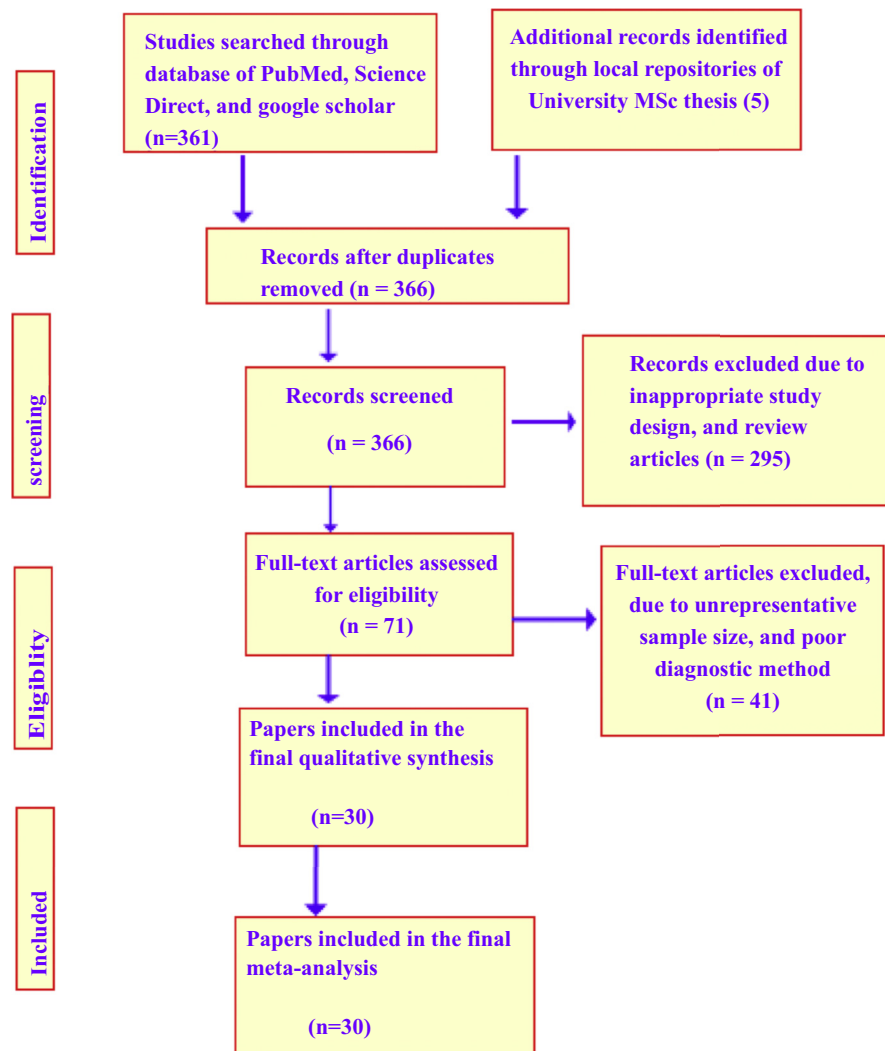 Identification
Studies searched through
database of PubMed, Science
Direct, and google scholar
(n=361)
Additional records identified
through local repositories of
University MSc thesis (5)
Records after duplicates
removed (n = 366)
screening
Records screened
(n = 366)
Records excluded due to
inappropriate study
design, and review
articles (n = 295)
Eligiblity
Full-text articles assessed
for eligibility
(n = 71)
Full-text articles excluded,
due to unrepresentative
sample size, and poor
diagnostic method
(n = 41)
Papers included in the
final qualitative synthesis
(n=30)
Included
Papers included in the final
meta-analysis
(n=30)